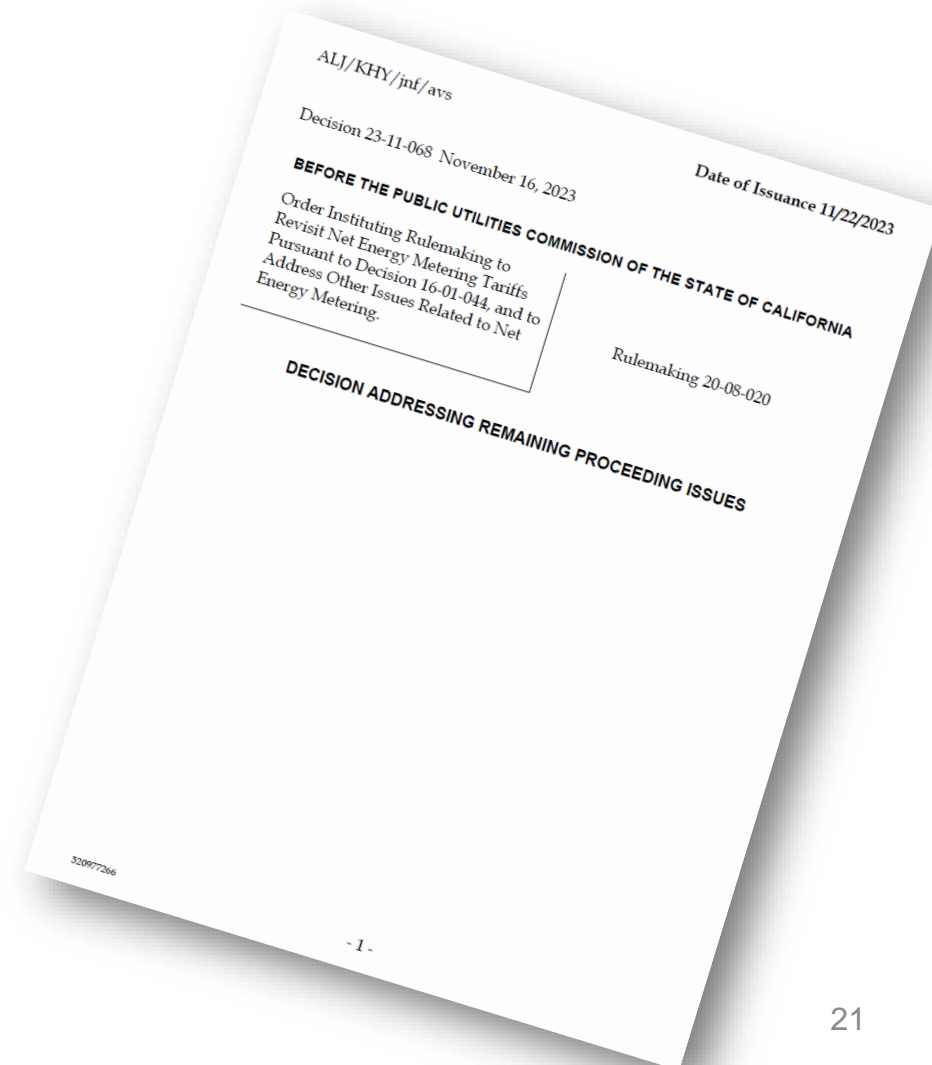 ALJ/KHY/jnf/avs
Date of Issuance 11/22/2023
Decision 23-11-068 November 16, 2023
BEFORE THE PUBLIC UTILITIES COMMISSION OF THE STATE OF CALIFORNIA
Order Instituting Rulemaking to
Revisit Net Energy Metering Tariffs
Pursuant to Decision 16-01-044, and to
Address Other Issues Related to Net
Energy Metering.
Rulemaking 20-08-020
DECISION ADDRESSING REMAINING PROCEEDING ISSUES
520977266
- 1 -
21